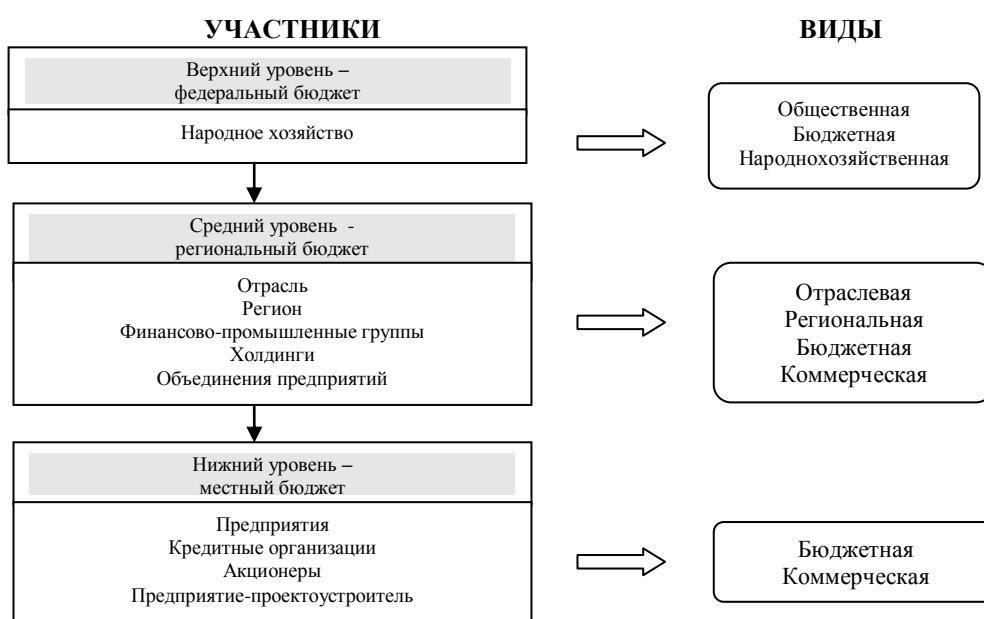 УЧАСТНИКИ
ВИДЫ
Верхний уровень –
федеральный бюджет
Народное хозяйство
Общественная
Бюджетная
Народнохозяйственная
Средний уровень -
региональный бюджет
Отрасль
Регион
Финансово-промышленные группы
Холдинги
Объединения предприятий
Отраслевая
Региональная
Бюджетная
Коммерческая
Нижний уровень –
местный бюджет
Предприятия
Кредитные организации
Акционеры
Предприятие-проектоустроитель
Бюджетная
Коммерческая